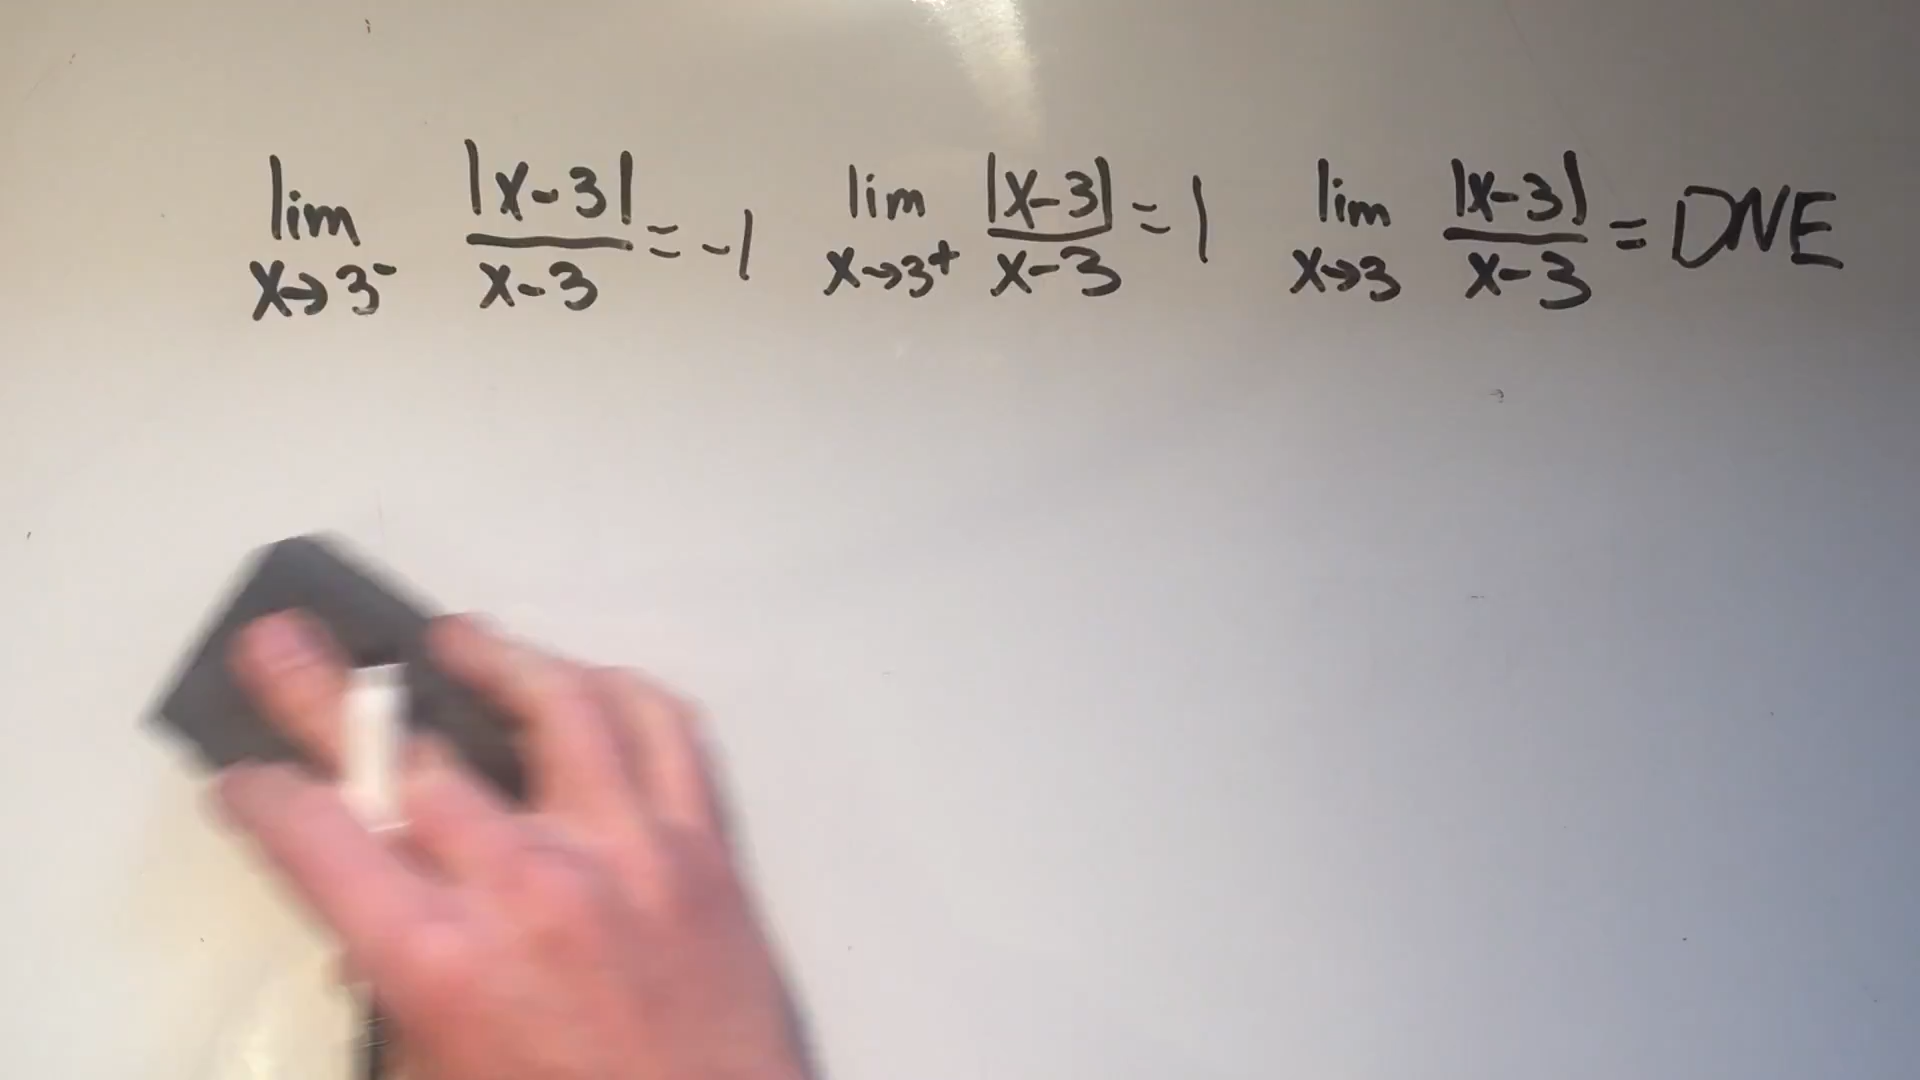 lim x→3⁻ |x-3|/x-3 = -1 lim x→3⁺ |x-3|/x-3 = 1 lim x→3 |x-3|/x-3 = DNE